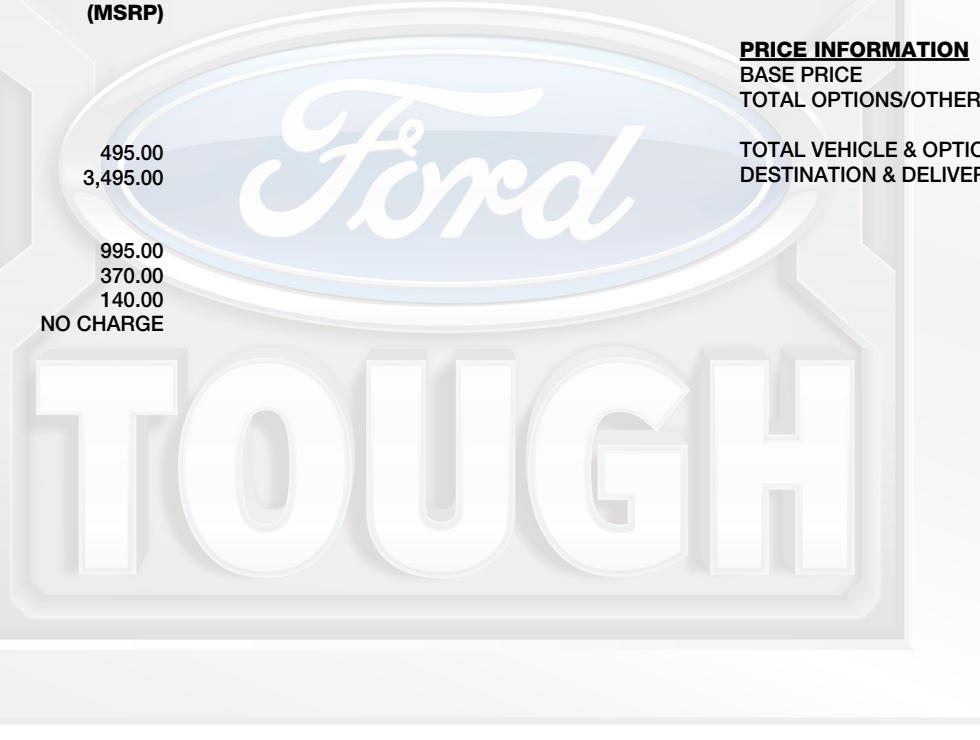 (MSRP)
495.00
3,495.00
995.00
370.00
140.00
NO CHARGE
PRICE INFORMATION
BASE PRICE
TOTAL OPTIONS/OTHER
TOTAL VEHICLE & OPTIO
DESTINATION & DELIVER
Ford
TOUGH